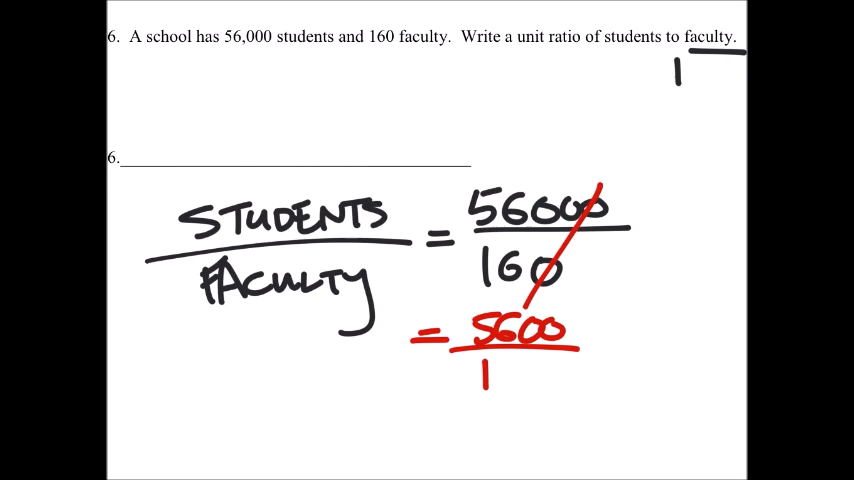 6. A school has 56,000 students and 160 faculty. Write a unit ratio of students to faculty.
1
6.
STUDENTS
FACULTY
=
56000
160
=
5600
1